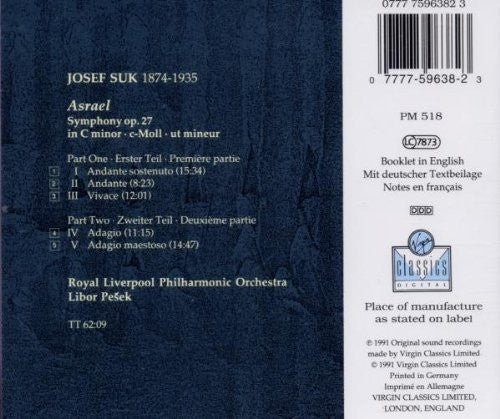 JOSEF SUK 1874-1935
Asrael
Symphony op. 27
in C minor · c-Moll · ut mineur
Part One · Erster Teil · Première partie
1 I Andante sostenuto (15:34)
2 II Andante (8:23)
3 III Vivace (12:01)
Part Two · Zweiter Teil · Deuxième partie
4 IV Adagio (11:15)
5 V Adagio maestoso (14:47)
Royal Liverpool Philharmonic Orchestra
Libor Pešek
TT 62:09
0777 7596382 3
0 07777-59638-2 3
PM 518
LC 7873
Booklet in English
Mit deutscher Textbeilage
Notes en français
DDD
Virgin
classics
DIGITAL
Place of manufacture
as stated on label
℗ 1991 Original sound recordings
made by Virgin Classics Limited
© 1991 Virgin Classics Limited
Printed in Germany
Imprimé en Allemagne
VIRGIN CLASSICS LIMITED,
LONDON, ENGLAND